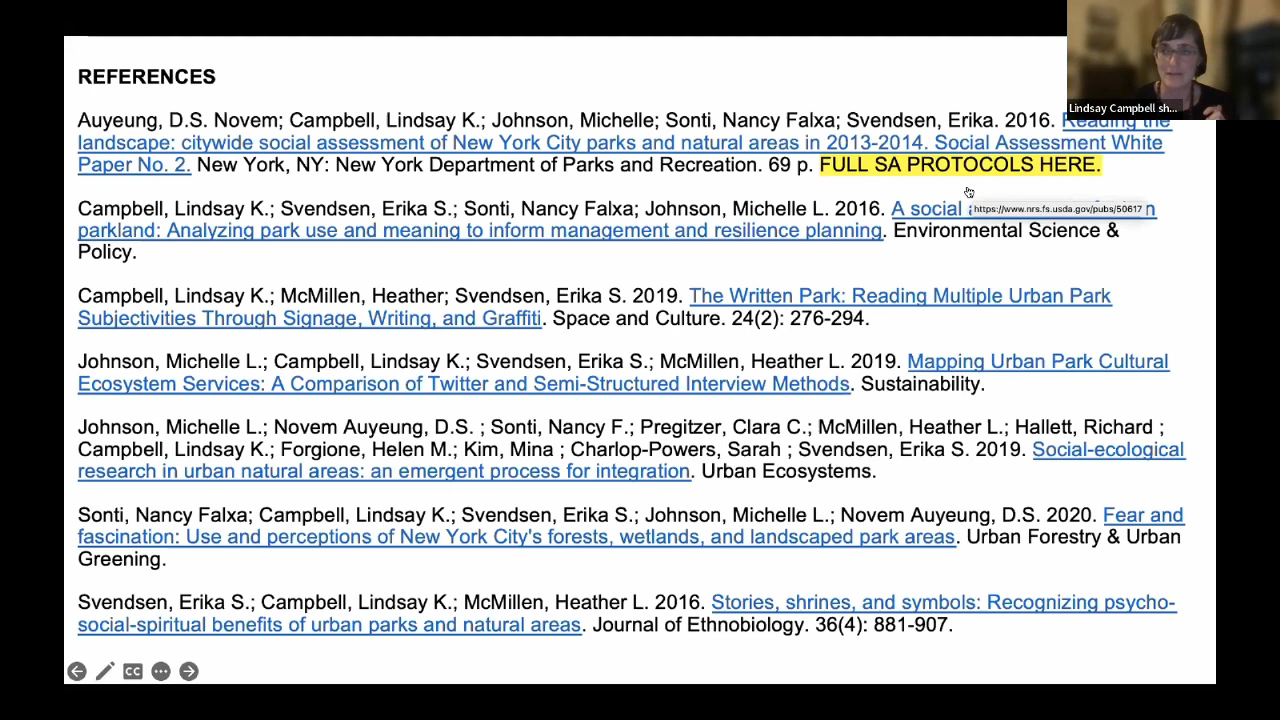 REFERENCES
Auyeung, D.S. Novem; Campbell, Lindsay K.; Johnson, Michelle; Sonti, Nancy Falxa; Svendsen, Erika. 2016. Reading the
landscape: citywide social assessment of New York City parks and natural areas in 2013-2014. Social Assessment White
Paper No. 2. New York, NY: New York Department of Parks and Recreation. 69 p. FULL SA PROTOCOLS HERE.
Campbell, Lindsay K.; Svendsen, Erika S.; Sonti, Nancy Falxa; Johnson, Michelle L. 2016. A social
https://www.nrs.fs.usda.gov/pubs/50617
parkland: Analyzing park use and meaning to inform management and resilience planning. Environmental Science &
Policy.
Campbell, Lindsay K.; McMillen, Heather; Svendsen, Erika S. 2019. The Written Park: Reading Multiple Urban Park
Subjectivities Through Signage, Writing, and Graffiti. Space and Culture. 24(2): 276-294.
Johnson, Michelle L.; Campbell, Lindsay K.; Svendsen, Erika S.; McMillen, Heather L. 2019. Mapping Urban Park Cultural
Ecosystem Services: A Comparison of Twitter and Semi-Structured Interview Methods. Sustainability.
Johnson, Michelle L.; Novem Auyeung, D.S. ; Sonti, Nancy F.; Pregitzer, Clara C.; McMillen, Heather L.; Hallett, Richard ;
Campbell, Lindsay K.; Forgione, Helen M.; Kim, Mina ; Charlop-Powers, Sarah ; Svendsen, Erika S. 2019. Social-ecological
research in urban natural areas: an emergent process for integration. Urban Ecosystems.
Sonti, Nancy Falxa; Campbell, Lindsay K.; Svendsen, Erika S.; Johnson, Michelle L.; Novem Auyeung, D.S. 2020. Fear and
fascination: Use and perceptions of New York City's forests, wetlands, and landscaped park areas. Urban Forestry & Urban
Greening.
Svendsen, Erika S.; Campbell, Lindsay K.; McMillen, Heather L. 2016. Stories, shrines, and symbols: Recognizing psycho-
social-spiritual benefits of urban parks and natural areas. Journal of Ethnobiology. 36(4): 881-907.
CC
Lindsay Campbell sh...